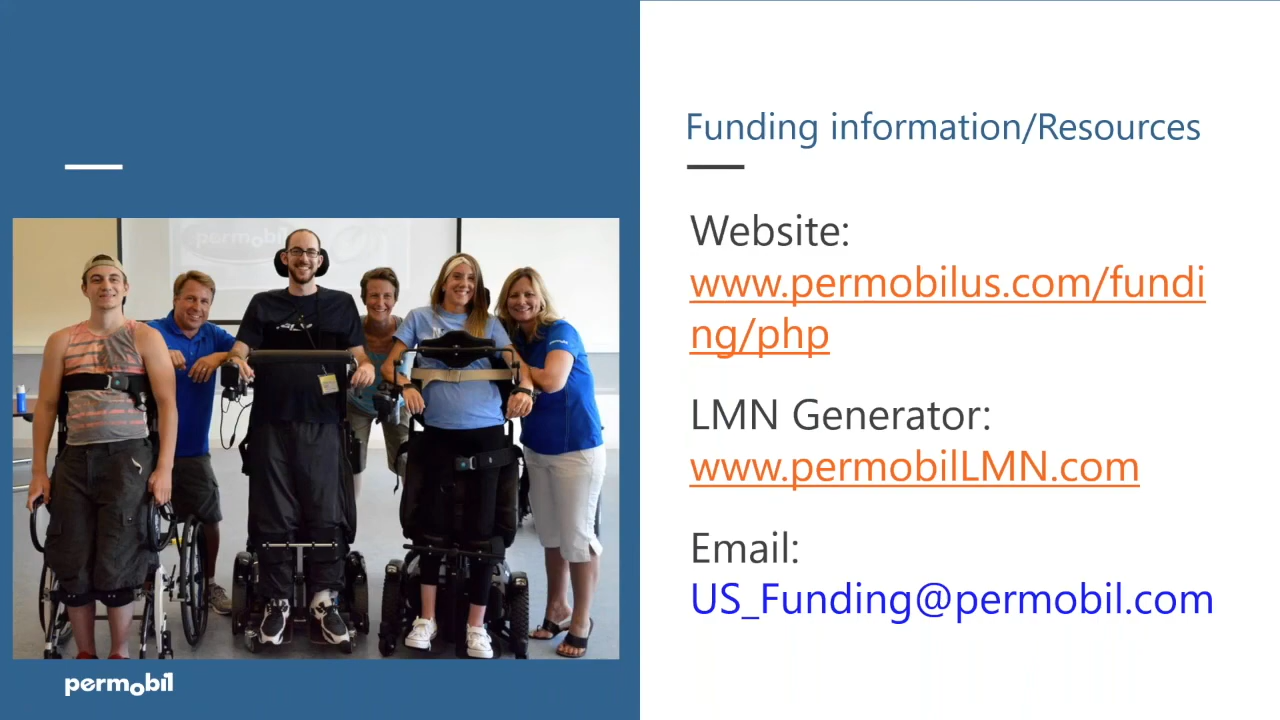 Funding information/Resources
Website:
www.permobilus.com/fundi
ng/php
LMN Generator:
www.permobilLMN.com
Email:
US_Funding@permobil.com
permobil
permobil